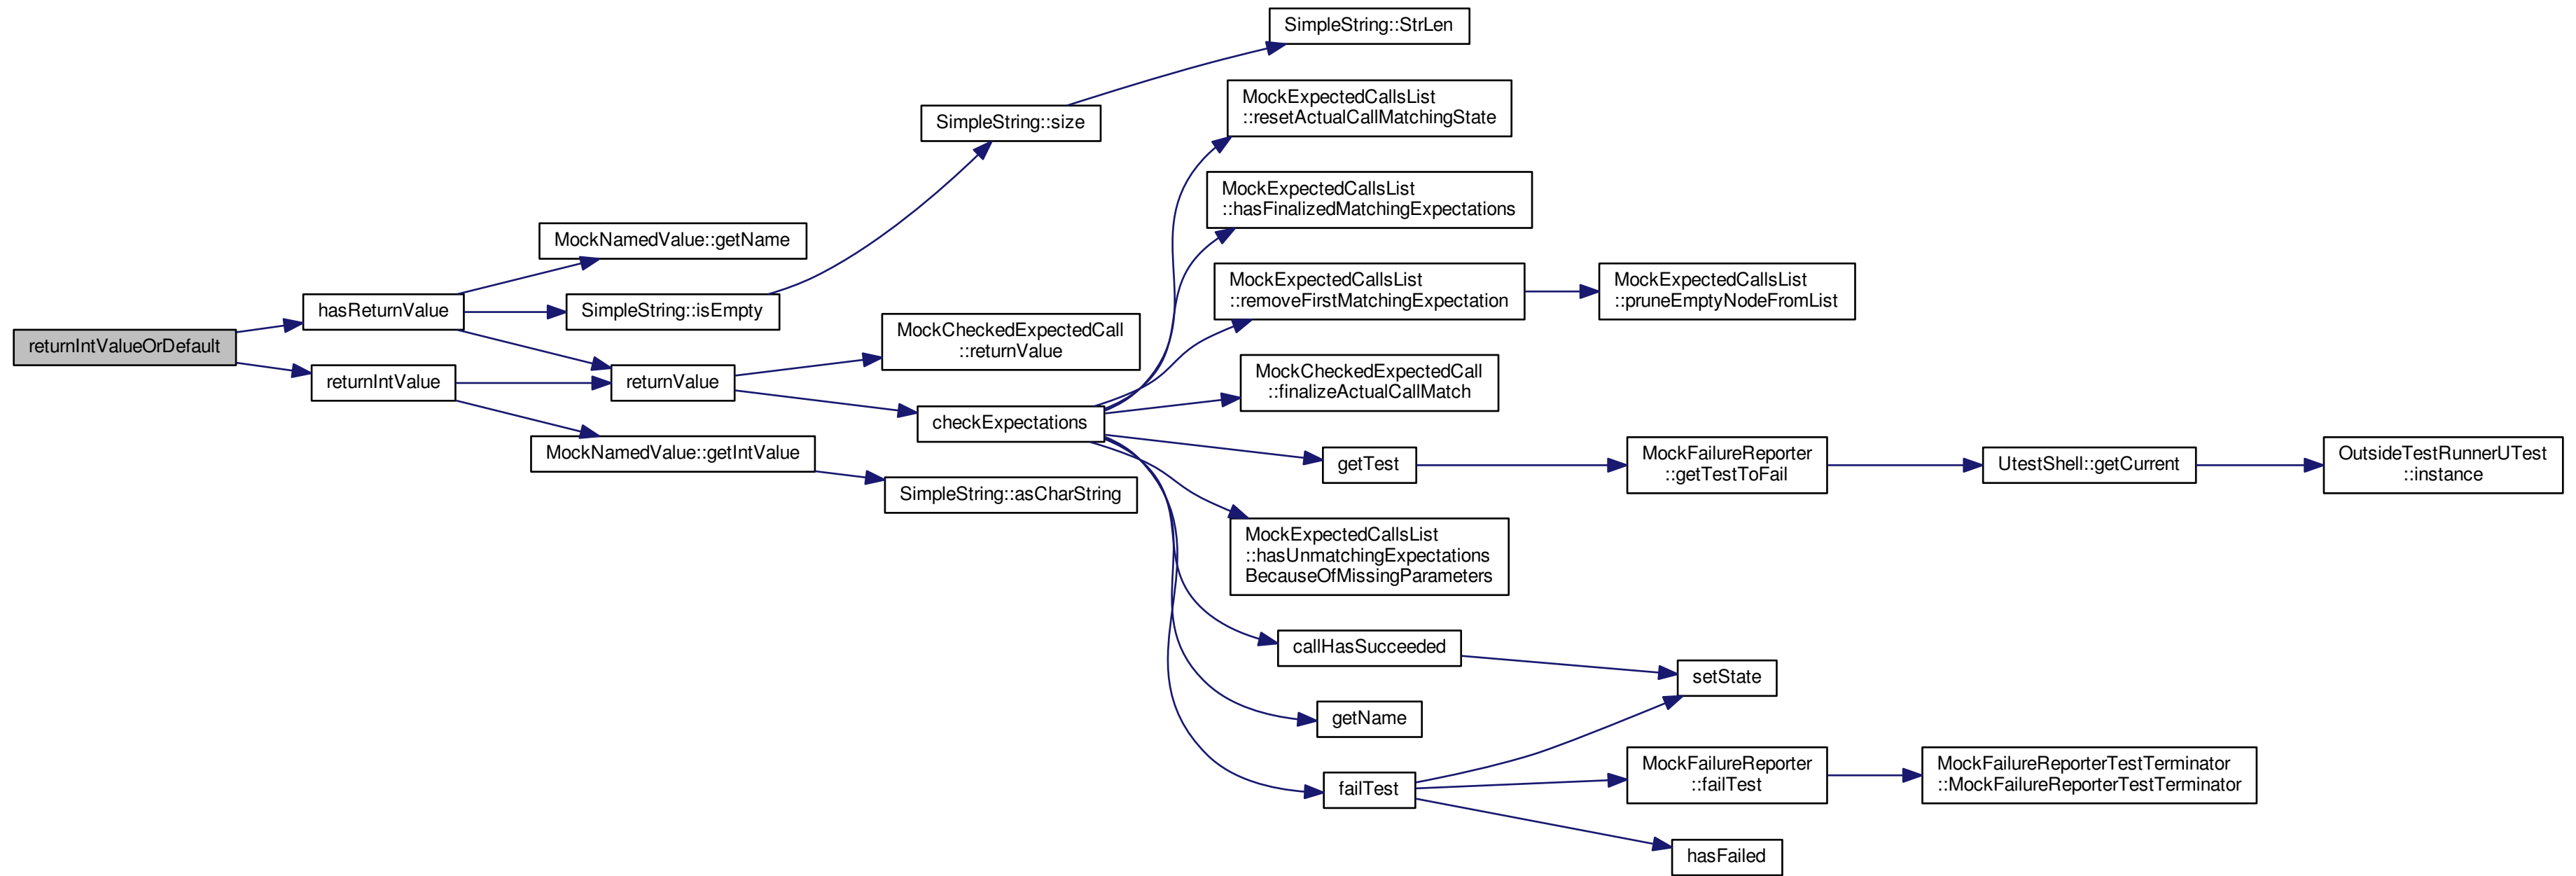 returnIntValueOrDefault
hasReturnValue
returnIntValue
MockNamedValue::getName
SimpleString::isEmpty
returnValue
MockNamedValue::getIntValue
SimpleString::size
MockCheckedExpectedCall
::returnValue
checkExpectations
SimpleString::asCharString
SimpleString::StrLen
MockExpectedCallsList
::resetActualCallMatchingState
MockExpectedCallsList
::hasFinalizedMatchingExpectations
MockExpectedCallsList
::removeFirstMatchingExpectation
MockExpectedCallsList
::pruneEmptyNodeFromList
MockCheckedExpectedCall
::finalizeActualCallMatch
getTest
MockFailureReporter
::getTestToFail
UtestShell::getCurrent
OutsideTestRunnerUTest
::instance
MockExpectedCallsList
::hasUnmatchingExpectations
BecauseOfMissingParameters
callHasSucceeded
setState
getName
failTest
MockFailureReporter
::failTest
MockFailureReporterTestTerminator
::MockFailureReporterTestTerminator
hasFailed